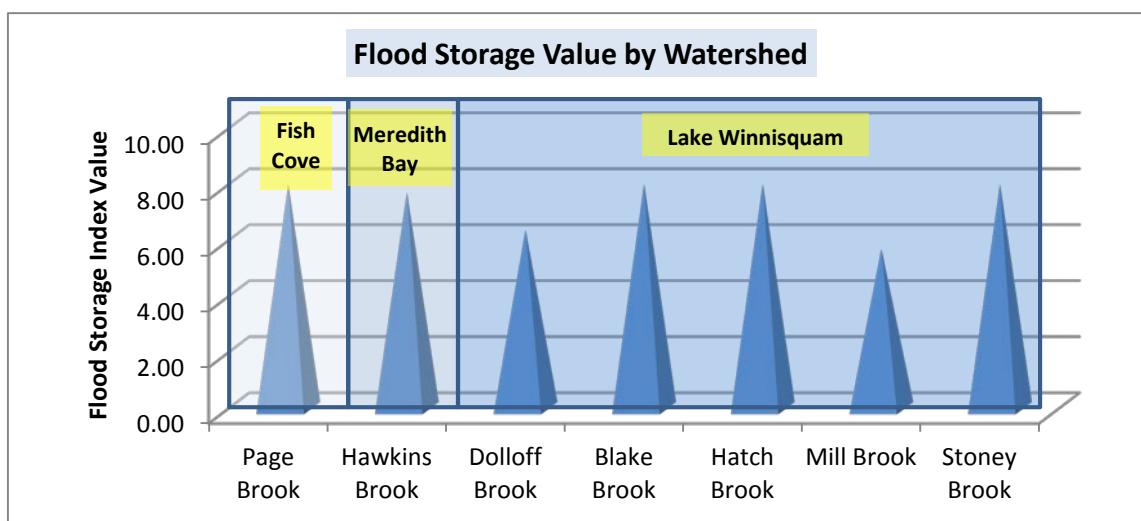 Flood Storage Value by Watershed
Flood Storage Index Value
10.00
8.00
6.00
4.00
2.00
0.00
Fish
Cove
Meredith
Bay
Lake Winnisquam
Page
Brook
Hawkins
Brook
Dolloff
Brook
Blake
Brook
Hatch
Brook
Mill Brook
Stoney
Brook